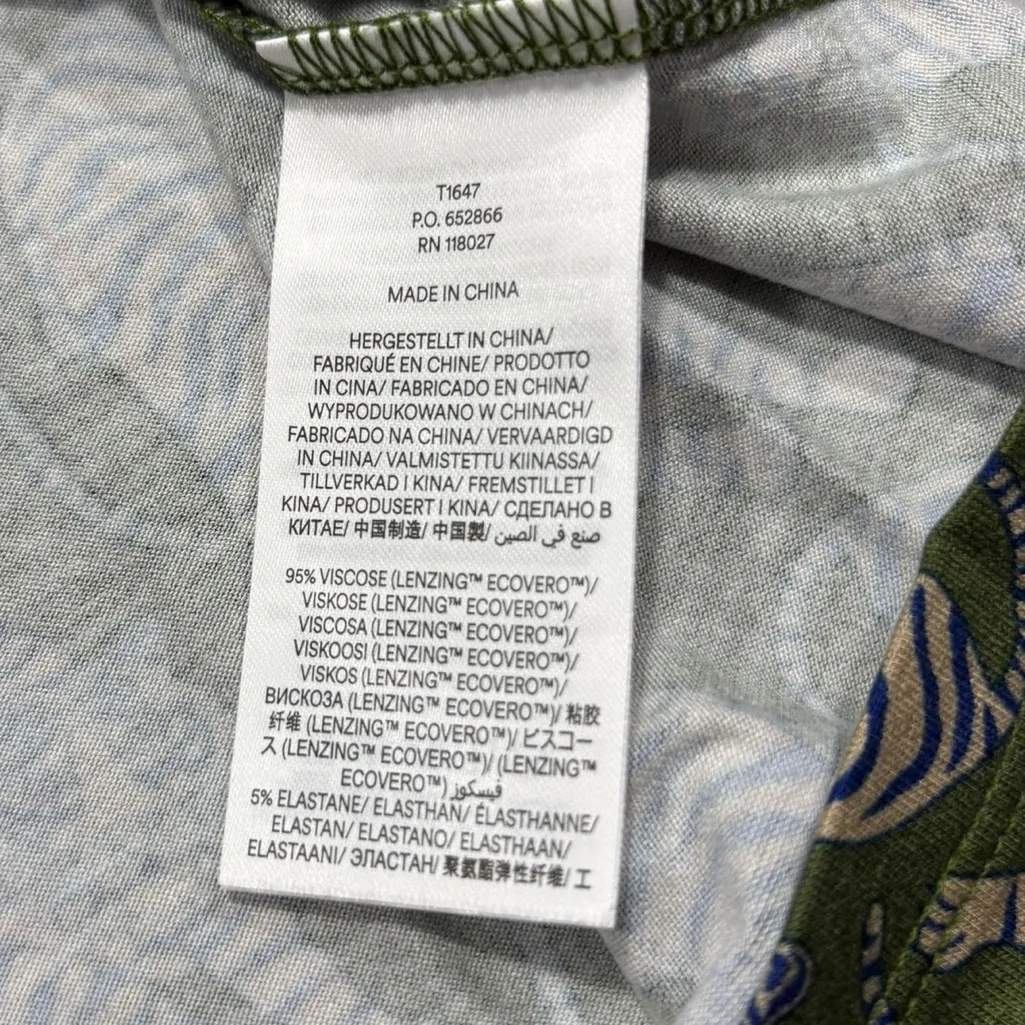 T1647
P.O. 652866
RN 118027
MADE IN CHINA
HERGESTELLT IN CHINA/
FABRIQUÉ EN CHINE/ PRODOTTO
IN CINA/ FABRICADO EN CHINA/
WYPRODUKOWANO W CHINACH/
FABRICADO NA CHINA/ VERVAARDIGD
IN CHINA/ VALMISTETTU KIINASSA/
TILLVERKAD I KINA/ FREMSTILLET I
KINA/ PRODUSERT I KINA/ СДЕЛАНО В
КИТАЕ/ 中国制造/ 中国製/ صنع في الصين
95% VISCOSE (LENZING™ ECOVERO™)/
VISKOSE (LENZING™ ECOVERO™)/
VISCOSA (LENZING™ ECOVERO™)/
VISKOOSI (LENZING™ ECOVERO™)/
VISKOS (LENZING™ ECOVERO™)/
ВИСКОЗА (LENZING™ ECOVERO™)/ 粘胶
纤维 (LENZING™ ECOVERO™)/ ビスコー
ス (LENZING™ ECOVERO™)/ (LENZING™
ECOVERO™) فيسكوز
5% ELASTANE/ ELASTHAN/ ÉLASTHANNE/
ELASTAN/ ELASTANO/ ELASTHAAN/
ELASTAANI/ ЭЛАСТАН/ 聚氨酯弹性纤维/ エ